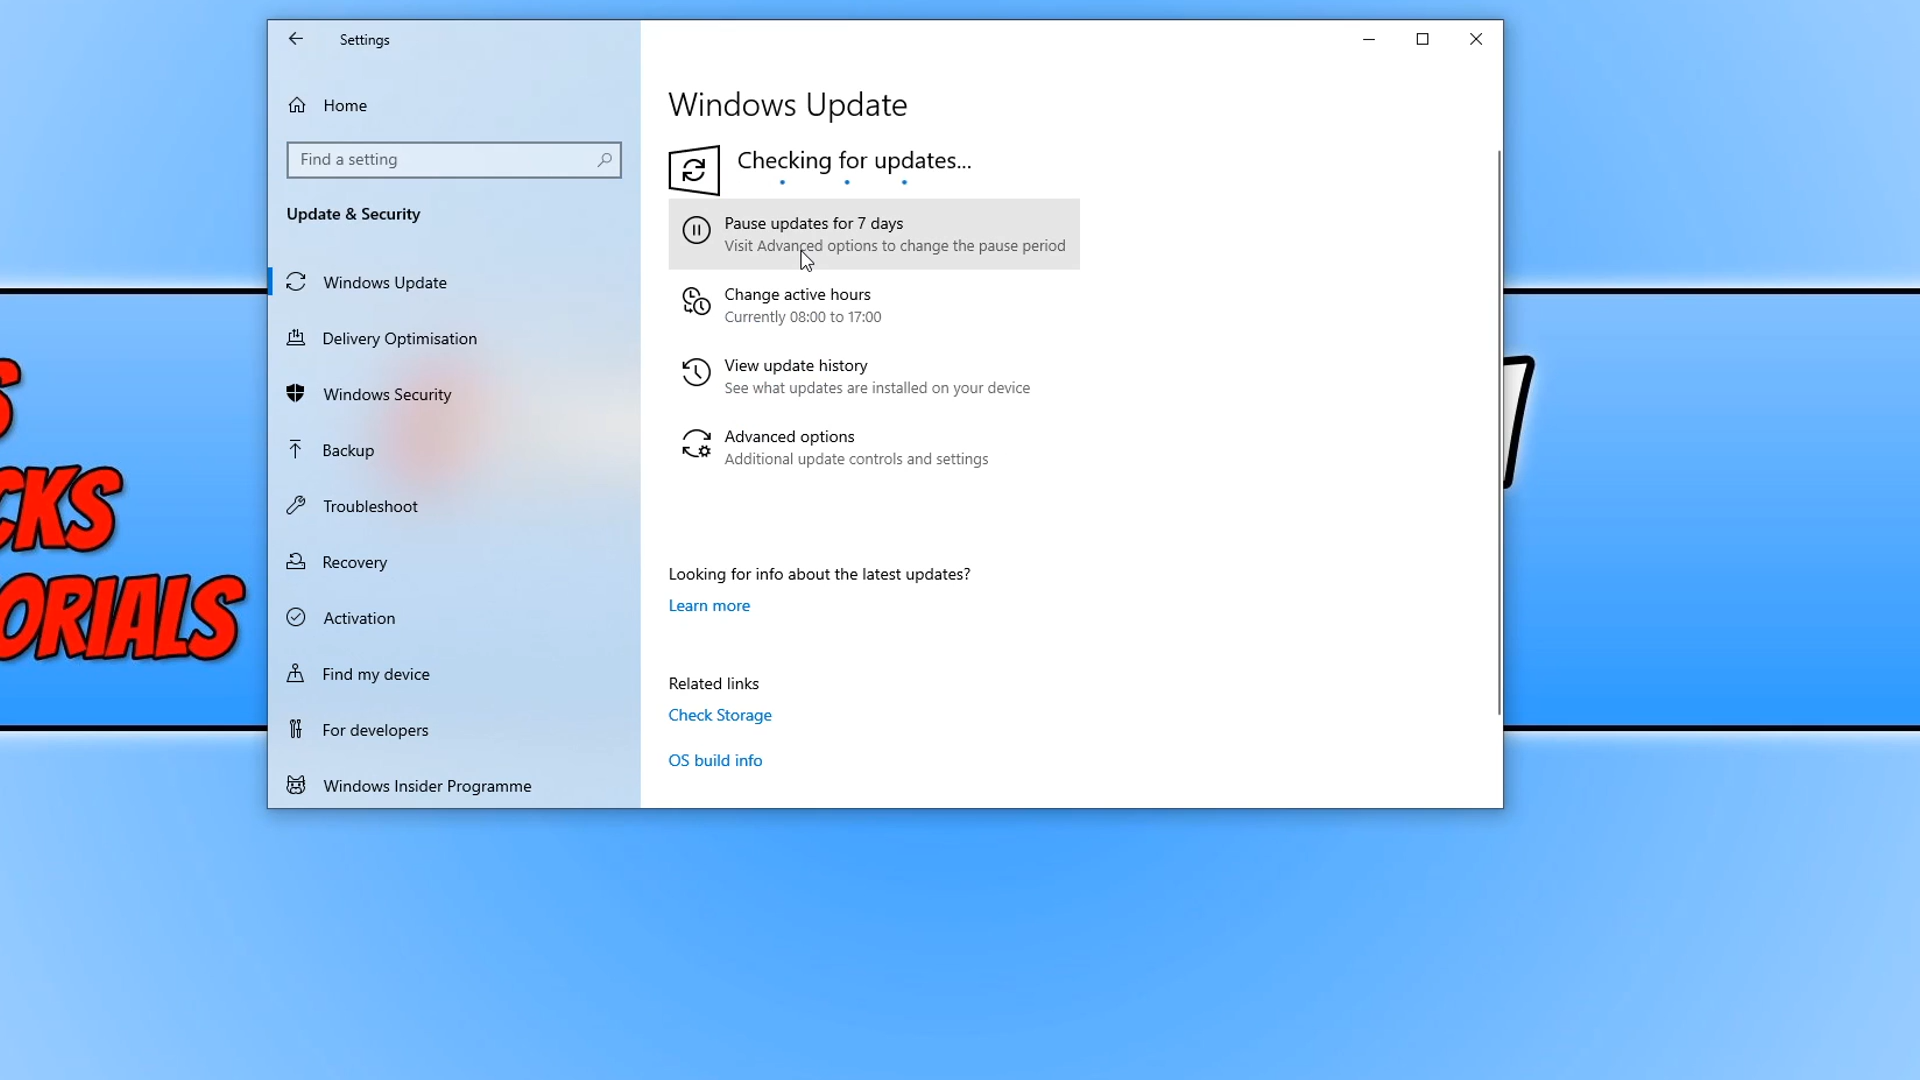 Settings
Home
Find a setting
Update & Security
Windows Update
Delivery Optimisation
Windows Security
Backup
Troubleshoot
Recovery
Activation
Find my device
For developers
Windows Insider Programme
Windows Update
Checking for updates...
Pause updates for 7 days
Visit Advanced options to change the pause period
Change active hours
Currently 08:00 to 17:00
View update history
See what updates are installed on your device
Advanced options
Additional update controls and settings
Looking for info about the latest updates?
Learn more
Related links
Check Storage
OS build info
S
CKS
ORIALS